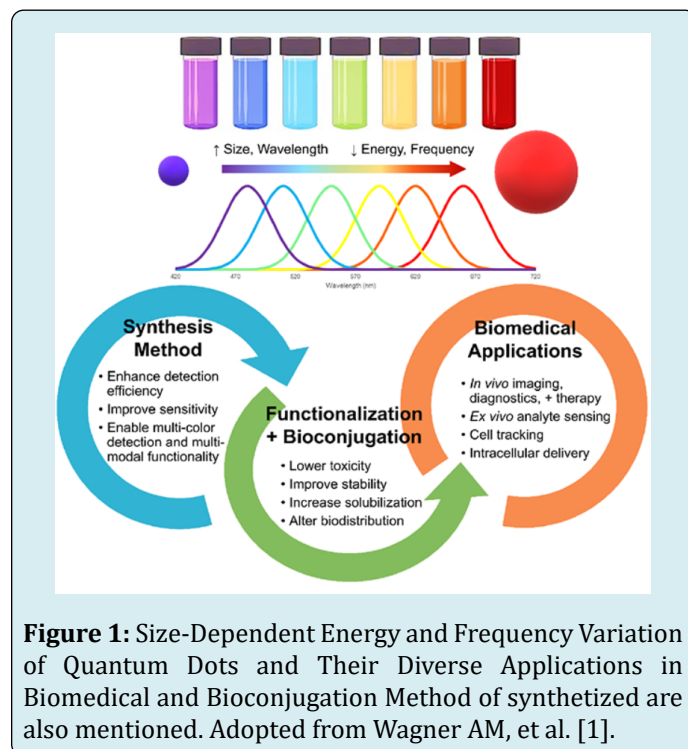 ↑ Size, Wavelength ↓ Energy, Frequency
420 470 520 570 620 670 720
Wavelength (nm)
Synthesis
Method
• Enhance detection
efficiency
• Improve sensitivity
• Enable multi-color
detection and multi-
modal functionality
Functionalization
+ Bioconjugation
• Lower toxicity
• Improve stability
• Increase solubilization
• Alter biodistribution
Biomedical
Applications
• In vivo imaging,
diagnostics, + therapy
• Ex vivo analyte sensing
• Cell tracking
• Intracellular delivery
Figure 1: Size-Dependent Energy and Frequency Variation
of Quantum Dots and Their Diverse Applications in
Biomedical and Bioconjugation Method of synthetized are
also mentioned. Adopted from Wagner AM, et al. [1].